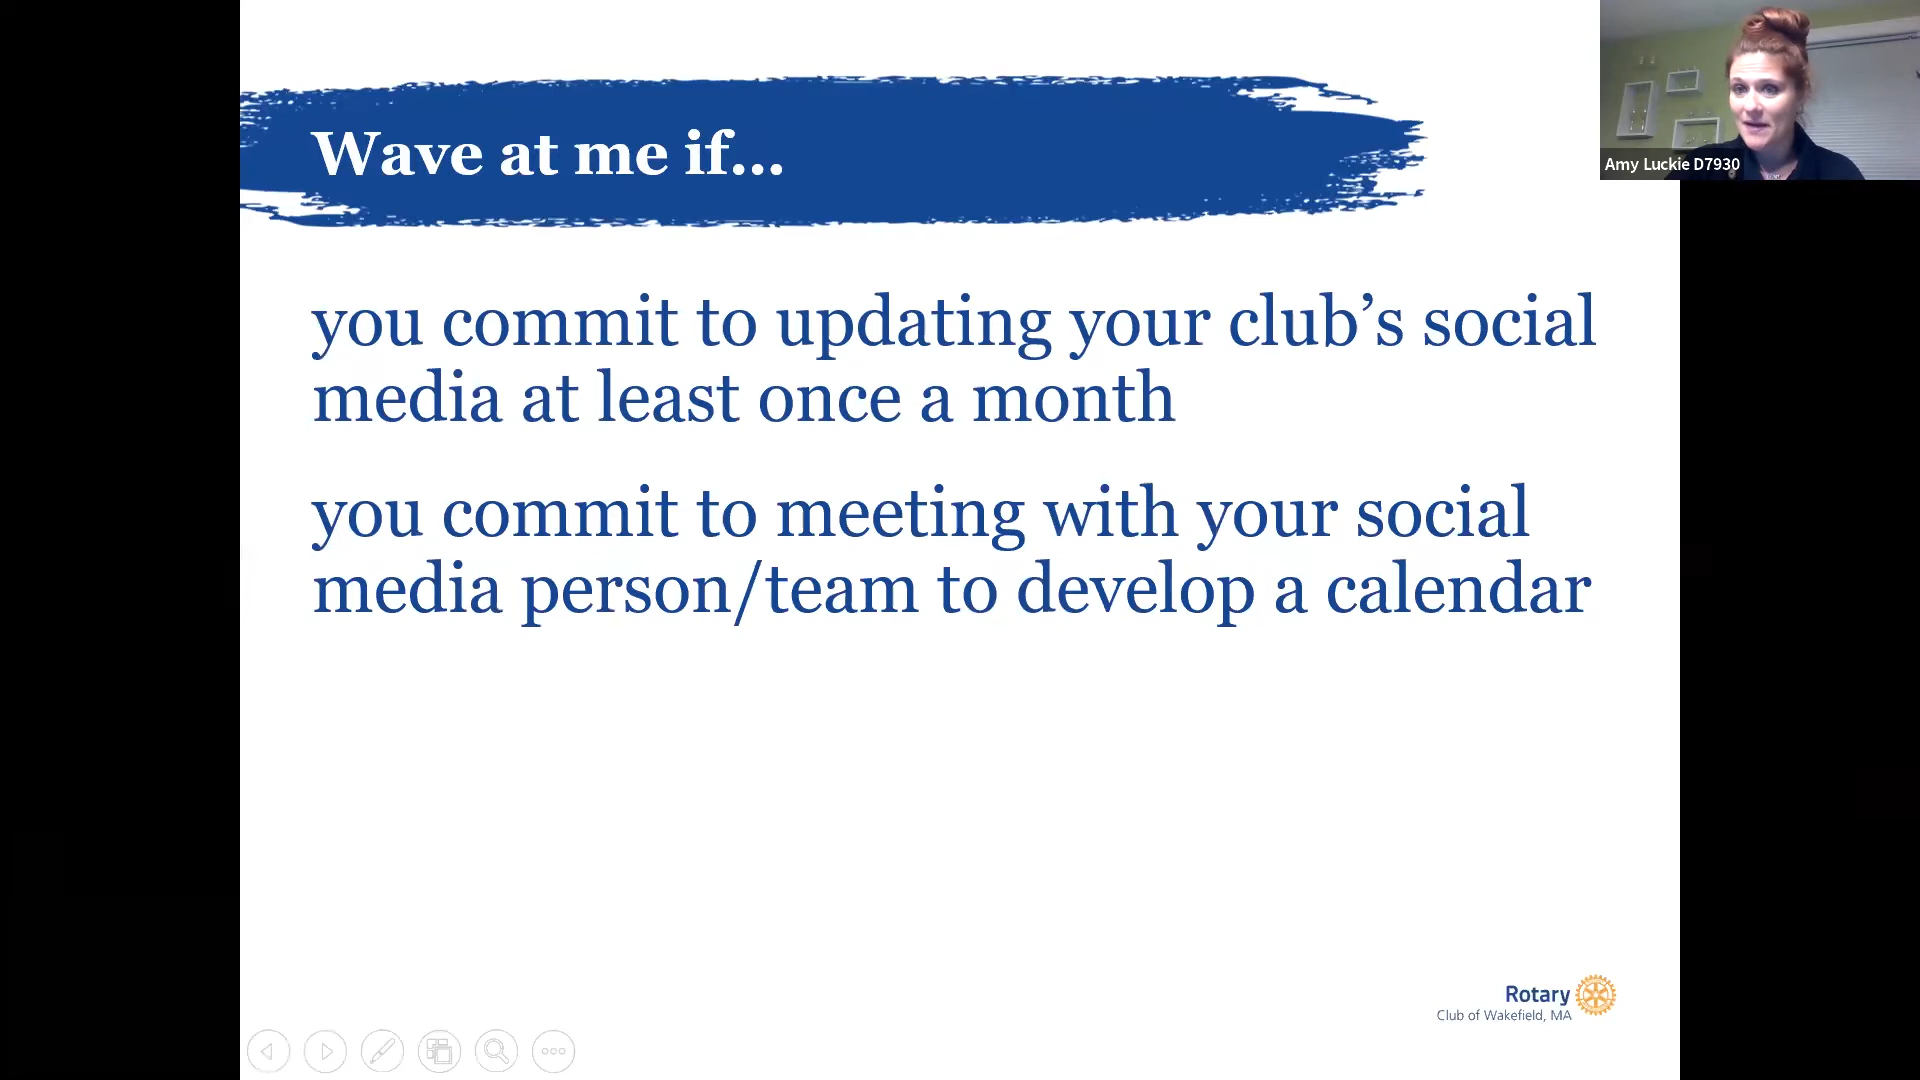 Wave at me if...
you commit to updating your club’s social
media at least once a month
you commit to meeting with your social
media person/team to develop a calendar
Amy Luckie D7930
Rotary
Club of Wakefield, MA